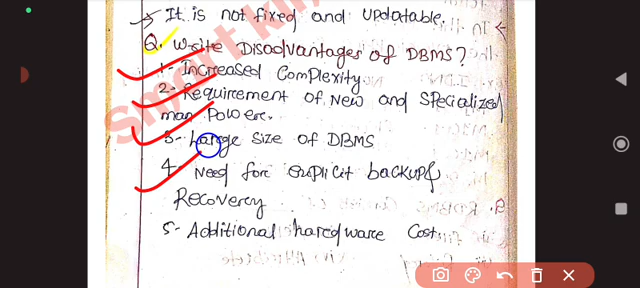 → It is not fixed and updatable.
Q. Write Disadvantages of DBMS?
1- Increased Complexity
2- Requirement of New and specialized
man power.
3- Large size of DBMS
4- Need for explicit backup &
Recovery
5- Additional hardware Cost